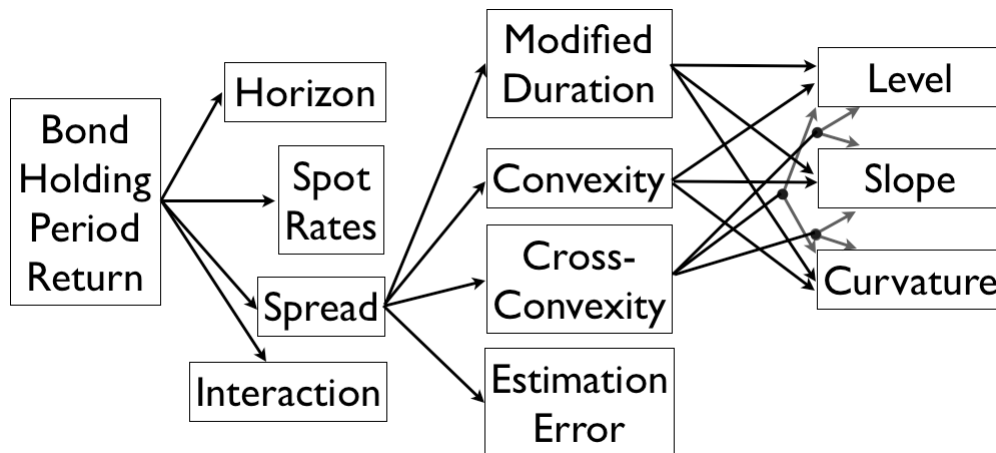 Bond
Holding
Period
Return
Horizon
Spot
Rates
Spread
Interaction
Modified
Duration
Convexity
Cross-
Convexity
Estimation
Error
Level
Slope
Curvature